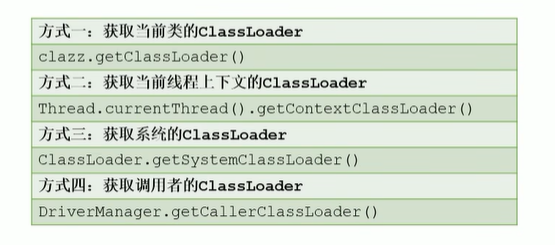 方式一：获取当前类的ClassLoader
clazz.getClassLoader()
方式二：获取当前线程上下文的ClassLoader
Thread.currentThread().getContextClassLoader()
方式三：获取系统的ClassLoader
ClassLoader.getSystemClassLoader()
方式四：获取调用者的ClassLoader
DriverManager.getCallerClassLoader()